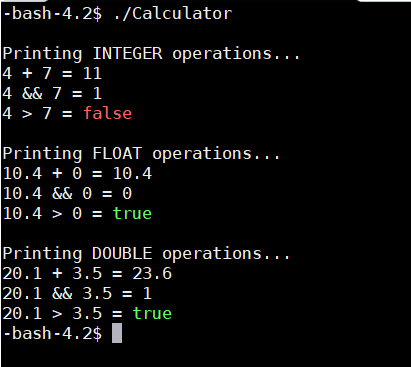 -bash-4.2$ ./Calculator
Printing INTEGER operations...
4 + 7 = 11
4 && 7 = 1
4 > 7 = false
Printing FLOAT operations...
10.4 + 0 = 10.4
10.4 && 0 = 0
10.4 > 0 = true
Printing DOUBLE operations...
20.1 + 3.5 = 23.6
20.1 && 3.5 = 1
20.1 > 3.5 = true
-bash-4.2$